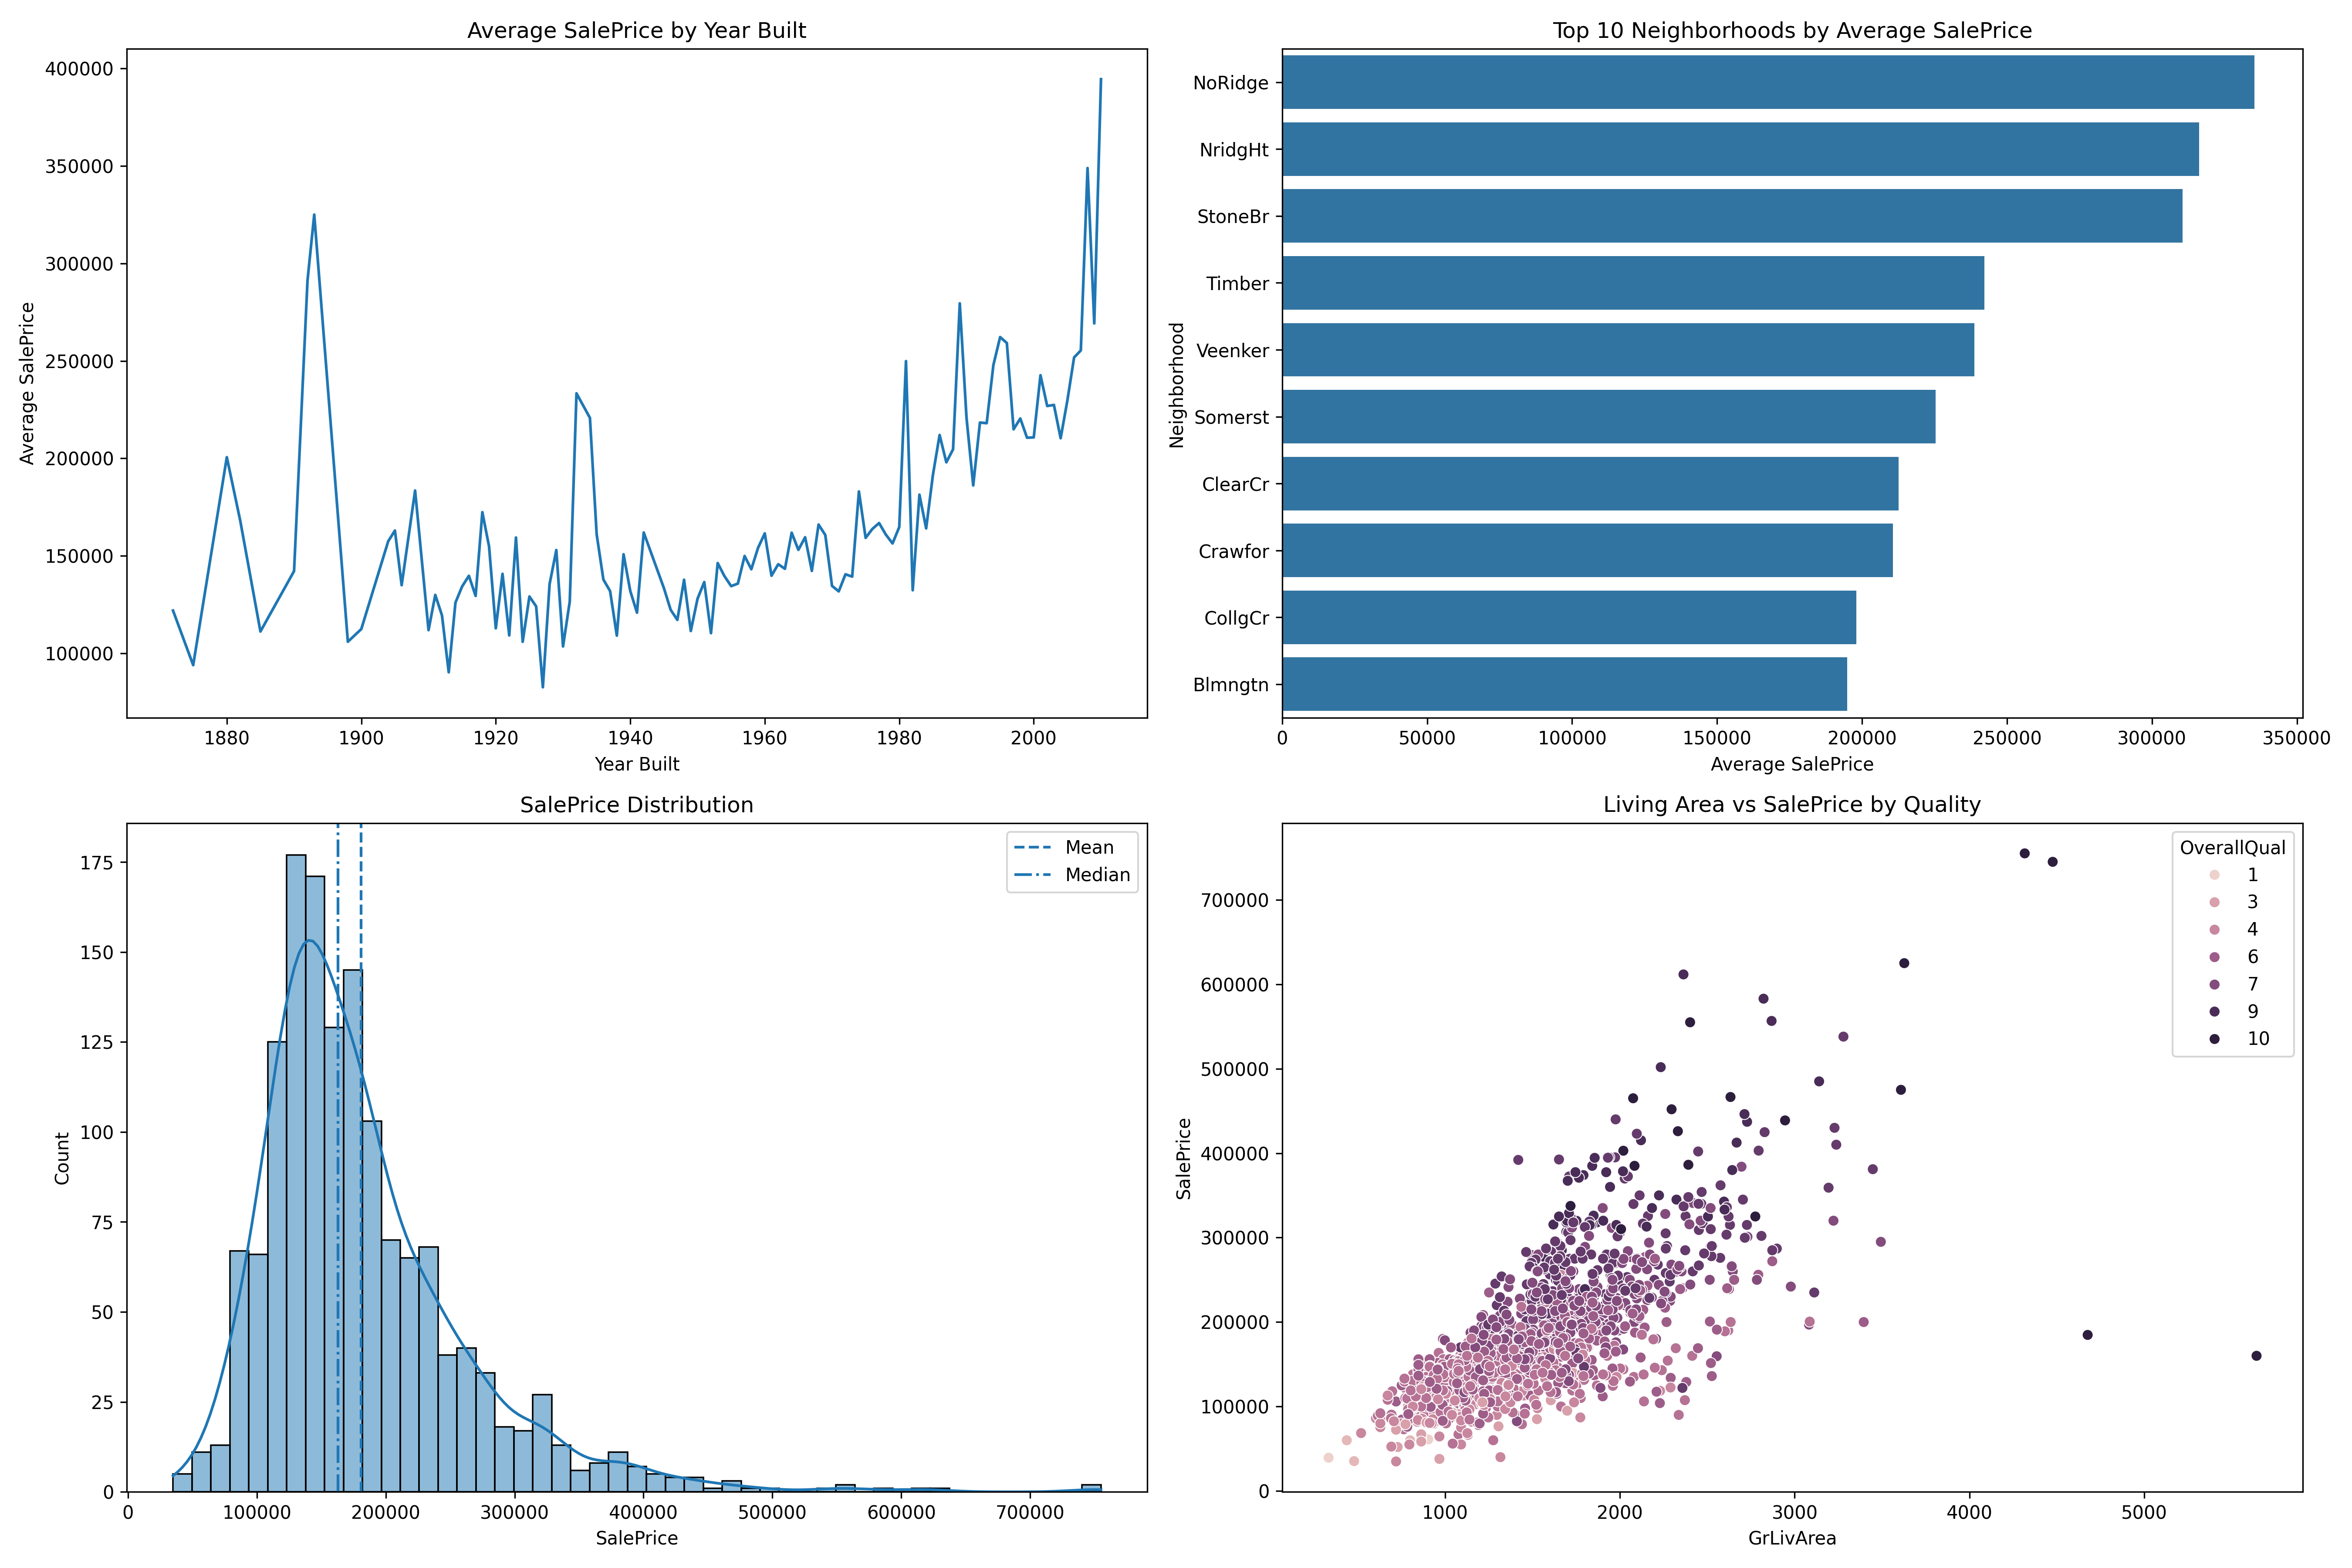 Average SalePrice by Year Built
400000
350000
300000
250000
200000
150000
100000
Average SalePrice
1880 1900 1920 1940 1960 1980 2000
Year Built
Top 10 Neighborhoods by Average SalePrice
NoRidge
NridgHt
StoneBr
Timber
Veenker
Somerst
ClearCr
Crawfor
CollgCr
Blmngtn
Neighborhood
0 50000 100000 150000 200000 250000 300000 350000
Average SalePrice
SalePrice Distribution
Mean
Median
175
150
125
100
75
50
25
0
Count
0 100000 200000 300000 400000 500000 600000 700000
SalePrice
Living Area vs SalePrice by Quality
OverallQual
1
3
4
6
7
9
10
700000
600000
500000
400000
300000
200000
100000
0
SalePrice
1000 2000 3000 4000 5000
GrLivArea